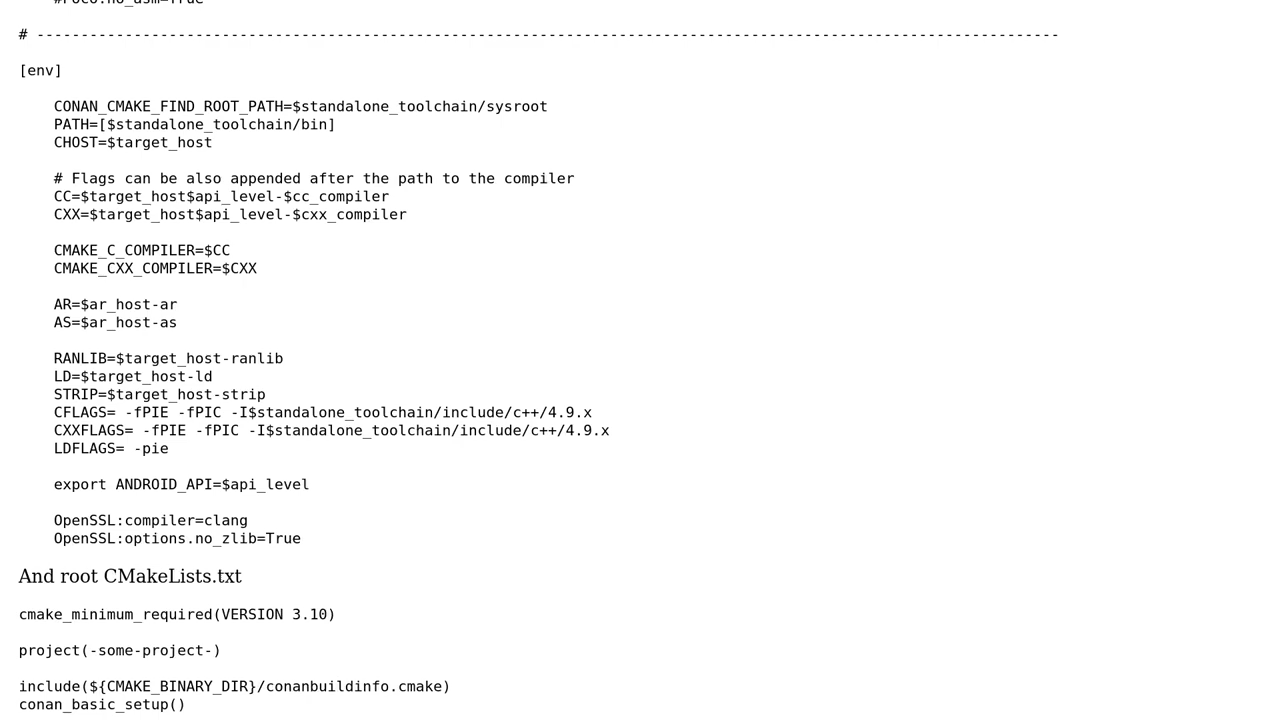 #Poco:no_asm=True
# --------------------------------------------------------------------------------------------------------------------
[env]
CONAN_CMAKE_FIND_ROOT_PATH=$standalone_toolchain/sysroot
PATH=[$standalone_toolchain/bin]
CHOST=$target_host
# Flags can be also appended after the path to the compiler
CC=$target_host$api_level-$cc_compiler
CXX=$target_host$api_level-$cxx_compiler
CMAKE_C_COMPILER=$CC
CMAKE_CXX_COMPILER=$CXX
AR=$ar_host-ar
AS=$ar_host-as
RANLIB=$target_host-ranlib
LD=$target_host-ld
STRIP=$target_host-strip
CFLAGS= -fPIE -fPIC -I$standalone_toolchain/include/c++/4.9.x
CXXFLAGS= -fPIE -fPIC -I$standalone_toolchain/include/c++/4.9.x
LDFLAGS= -pie
export ANDROID_API=$api_level
OpenSSL:compiler=clang
OpenSSL:options.no_zlib=True
And root CMakeLists.txt
cmake_minimum_required(VERSION 3.10)
project(-some-project-)
include(${CMAKE_BINARY_DIR}/conanbuildinfo.cmake)
conan_basic_setup()